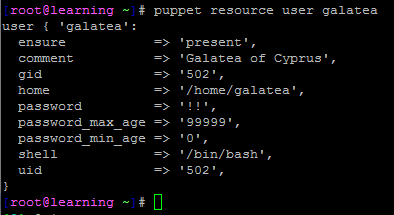 [root@learning ~]# puppet resource user galatea
user { 'galatea':
  ensure           => 'present',
  comment          => 'Galatea of Cyprus',
  gid              => '502',
  home             => '/home/galatea',
  password         => '!!',
  password_max_age => '99999',
  password_min_age => '0',
  shell            => '/bin/bash',
  uid              => '502',
}
[root@learning ~]#